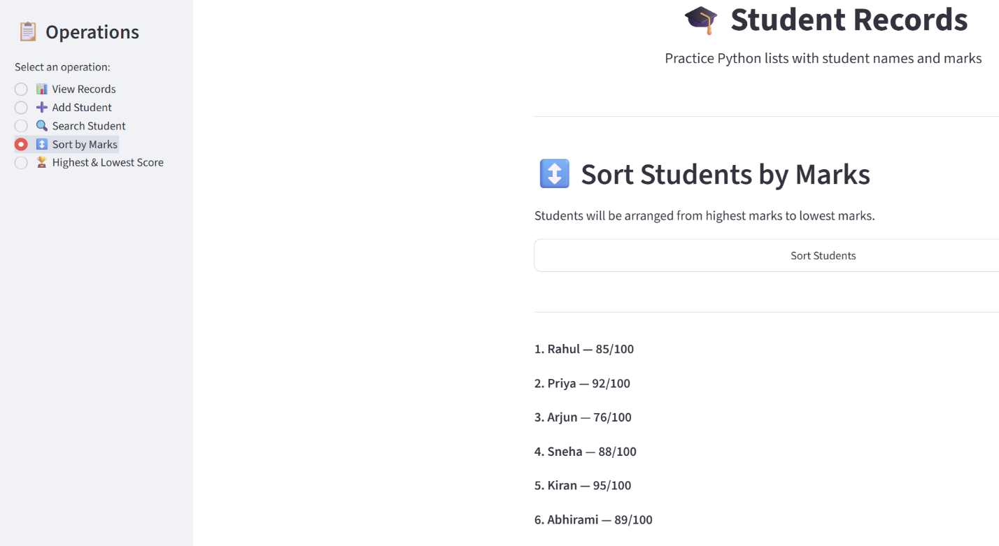 Operations
Select an operation:
View Records
Add Student
Search Student
Sort by Marks
Highest & Lowest Score
Student Records
Practice Python lists with student names and marks
Sort Students by Marks
Students will be arranged from highest marks to lowest marks.
Sort Students
1. Rahul — 85/100
2. Priya — 92/100
3. Arjun — 76/100
4. Sneha — 88/100
5. Kiran — 95/100
6. Abhirami — 89/100